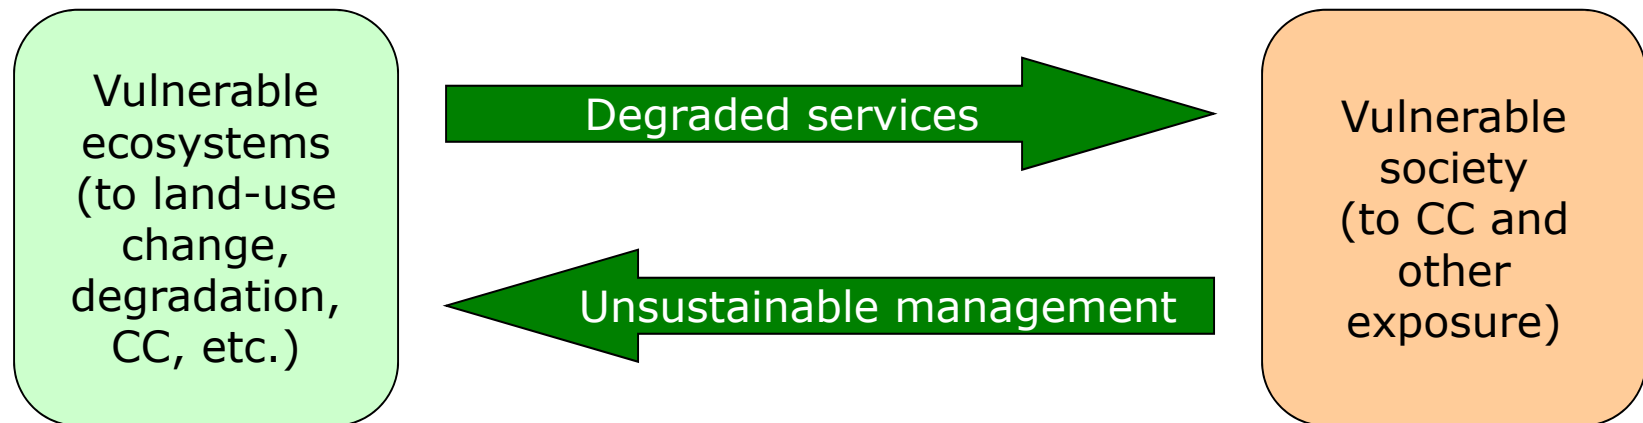 Vulnerable
ecosystems
(to land-use
change,
degradation,
CC, etc.)
Degraded services
Unsustainable management
Vulnerable
society
(to CC and
other
exposure)